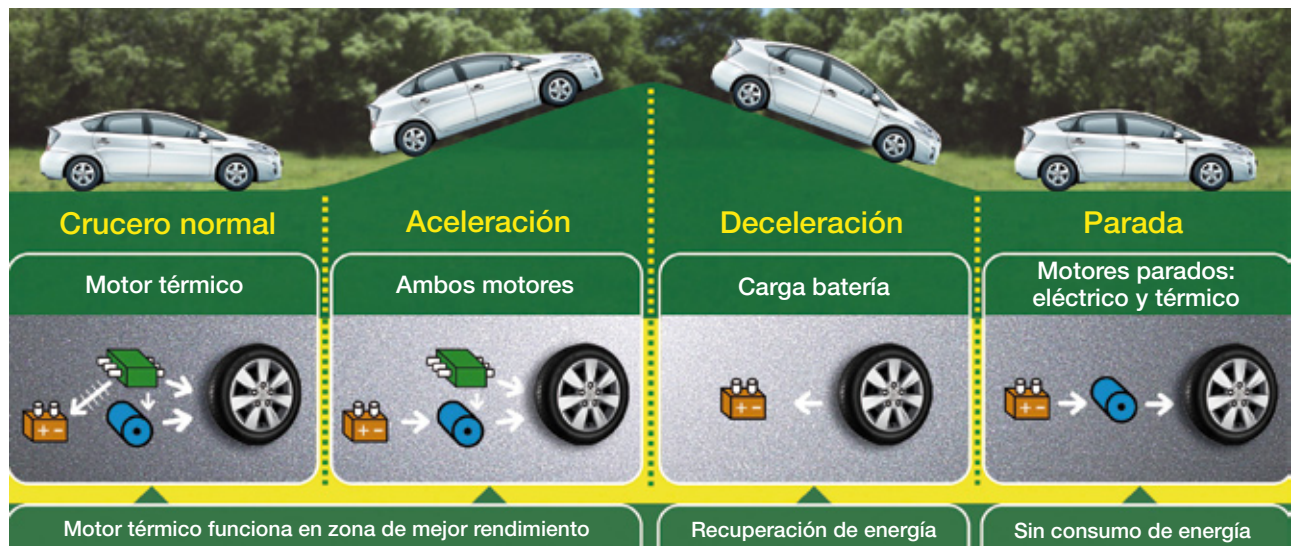 Crucero normal
Aceleración
Deceleración
Parada
Motor térmico
Ambos motores
Carga batería
Motores parados:
eléctrico y térmico
+ -
+ -
+ -
+ -
Motor térmico funciona en zona de mejor rendimiento
Recuperación de energía
Sin consumo de energía